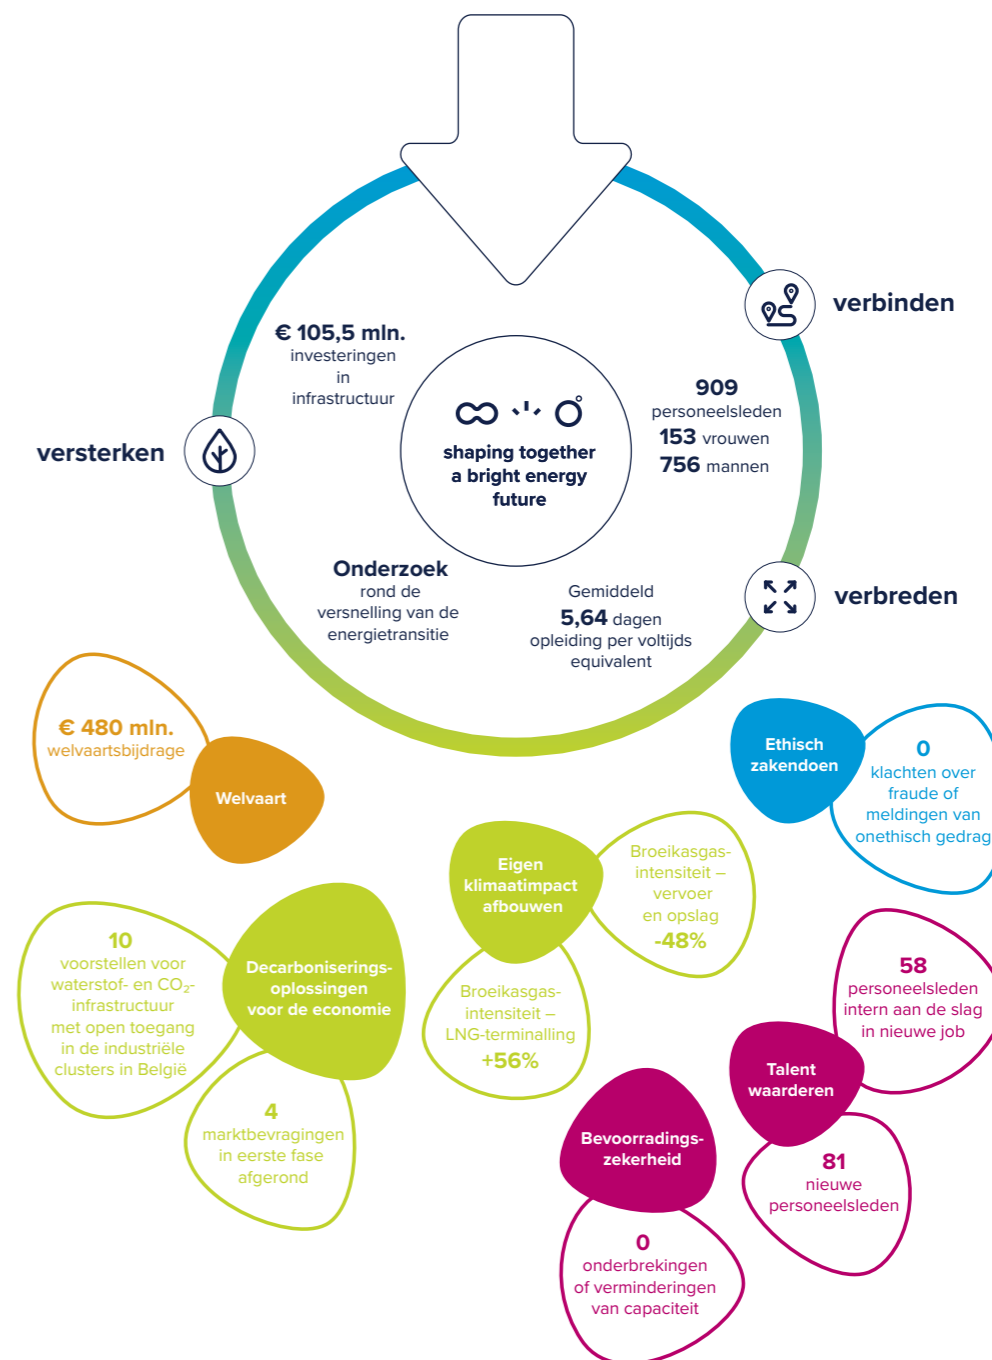 verbinden
€ 105,5 mln.
investeringen
in
infrastructuur
909
personeelsleden
153 vrouwen
756 mannen
versterken
shaping together
a bright energy
future
Onderzoek
rond de
versnelling van de
energietransitie
Gemiddeld
5,64 dagen
opleiding per voltijds
equivalent
verbreden
€ 480 mln.
welvaartsbijdrage
Welvaart
Ethisch
zakendoen
0
klachten over
fraude of
meldingen van
onethisch gedrag
Eigen
klimaatimpact
afbouwen
Broeikasgas-
intensiteit –
vervoer
en opslag
-48%
Broeikasgas-
intensiteit –
LNG-terminalling
+56%
10
voorstellen voor
waterstof- en CO₂-
infrastructuur
met open toegang
in de industriële
clusters in België
Decarboniserings-
oplossingen
voor de economie
4
marktbevragingen
in eerste fase
afgerond
58
personeelsleden
intern aan de slag
in nieuwe job
Talent
waarderen
81
nieuwe
personeelsleden
Bevoorradings-
zekerheid
0
onderbrekingen
of verminderingen
van capaciteit